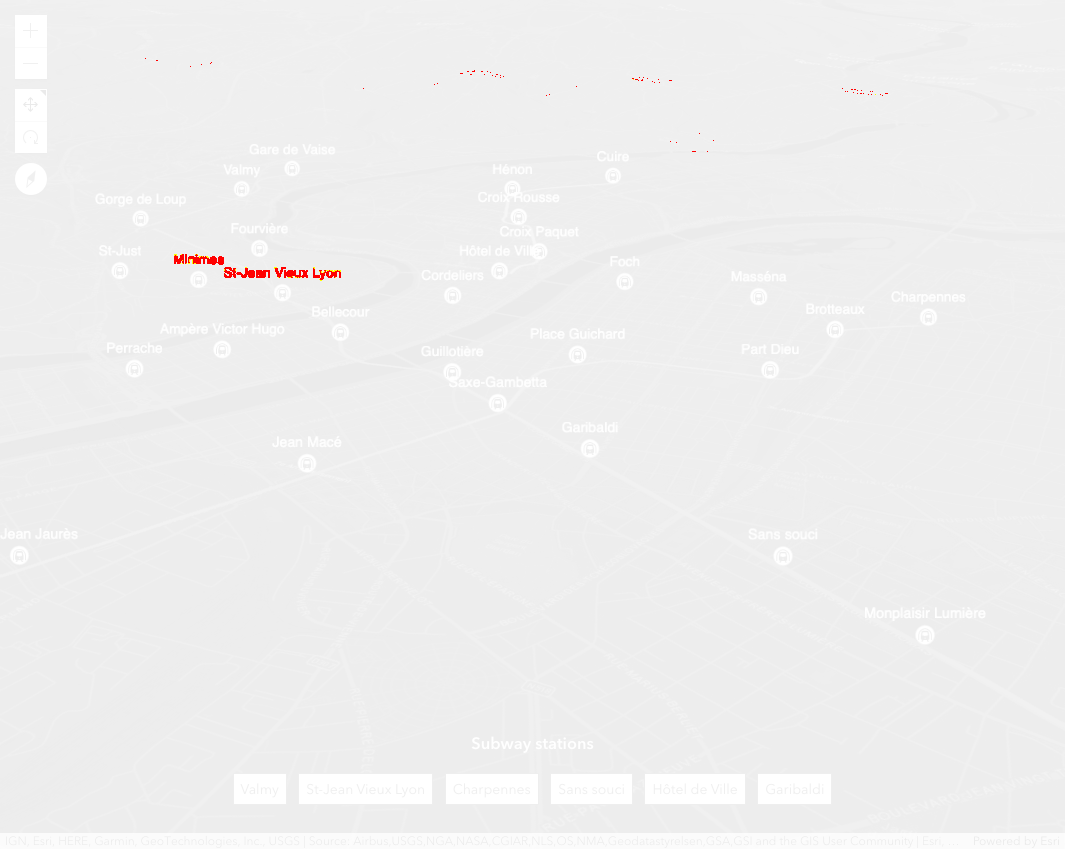 Gare de Vaise
Cuire
Valmy
Hénon
Gorge de Loup
Croix Rousse
Fourvière
Croix Paquet
St-Just
Hôtel de Ville
Minimes
Foch
St-Jean Vieux Lyon
Cordeliers
Masséna
Charpennes
Bellecour
Brotteaux
Ampère Victor Hugo
Place Guichard
Perrache
Guillotière
Part Dieu
Saxe-Gambetta
Garibaldi
Jean Macé
Jean Jaurès
Sans souci
Monplaisir Lumière
Subway stations
Valmy St-Jean Vieux Lyon Charpennes Sans souci Hôtel de Ville Garibaldi
IGN, Esri, HERE, Garmin, GeoTechnologies, Inc., USGS | Source: Airbus,USGS,NGA,NASA,CGIAR,NLS,OS,NMA,Geodatastyrelsen,GSA,GSI and the GIS User Community | Esri, Powered by Esri